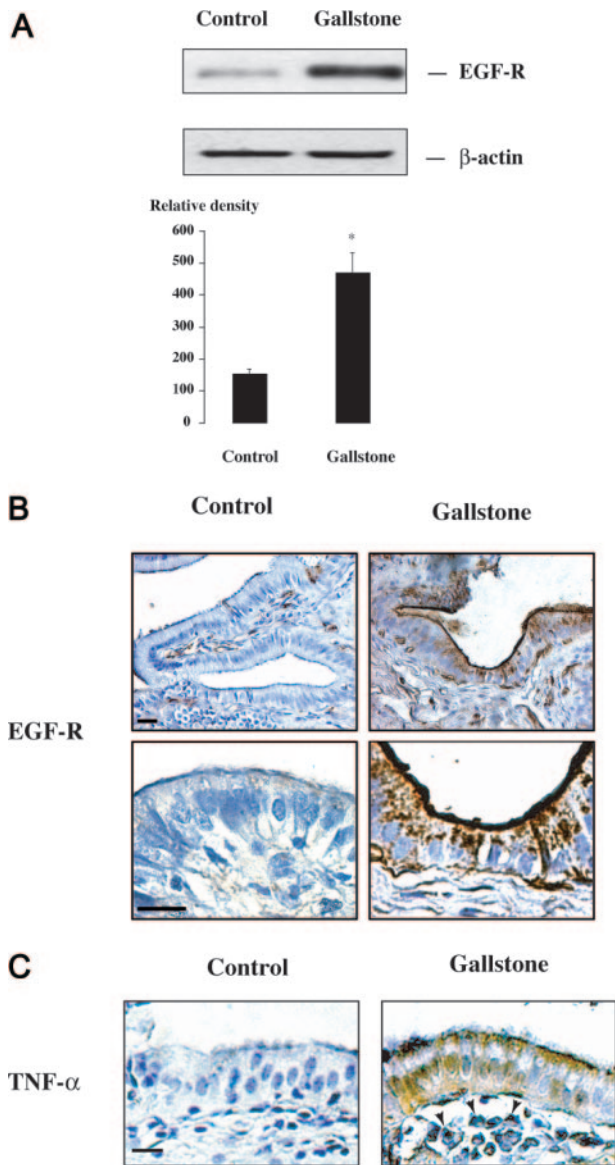 A
Control Gallstone
— EGF-R
— β-actin
Relative density
600
500
400
300
200
100
0
*
Control Gallstone
B
Control Gallstone
EGF-R
C
Control Gallstone
TNF-α